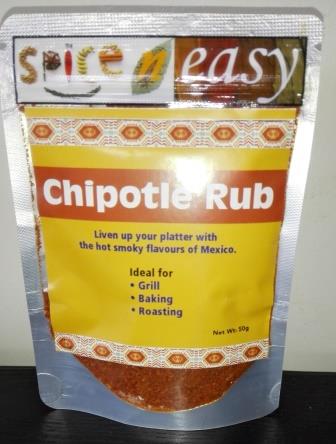 spice n easy
Chipotle Rub
Liven up your platter with
the hot smoky flavours of Mexico.
Ideal for
• Grill
• Baking
• Roasting
Net Wt: 50g